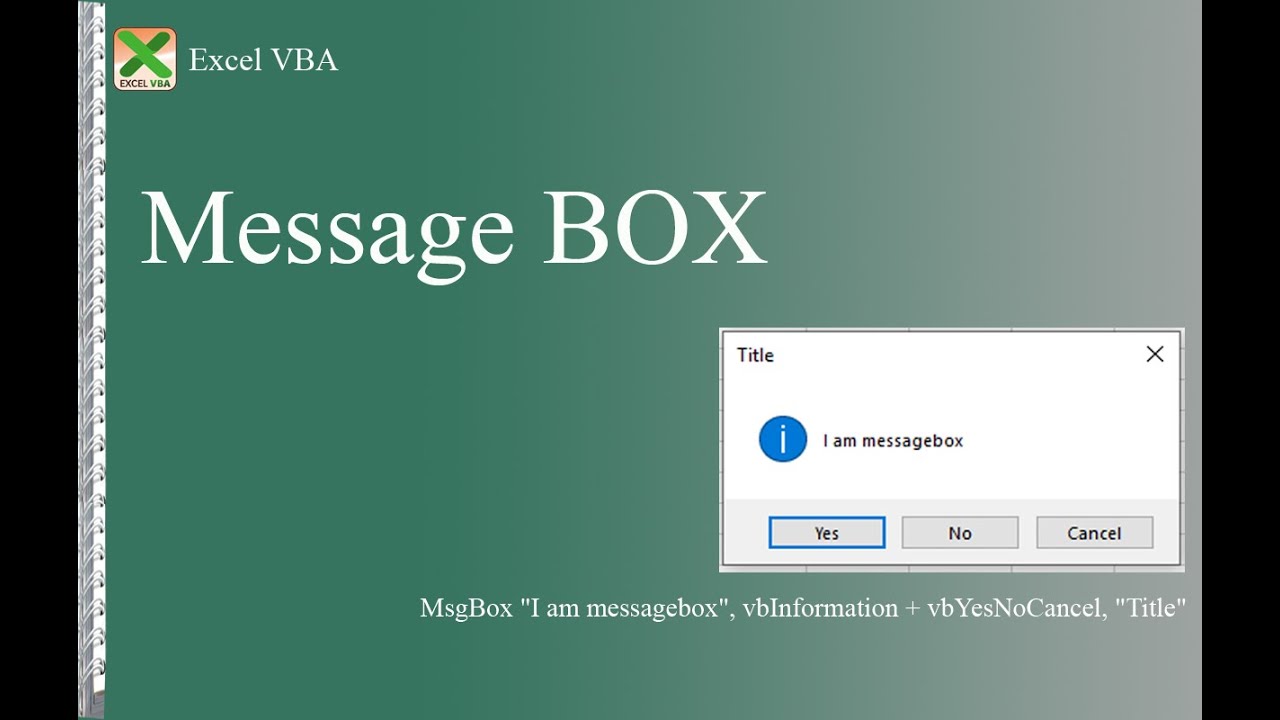 EXCEL VBA
Excel VBA
Message BOX
Title
I am messagebox
Yes No Cancel
MsgBox "I am messagebox", vbInformation + vbYesNoCancel, "Title"